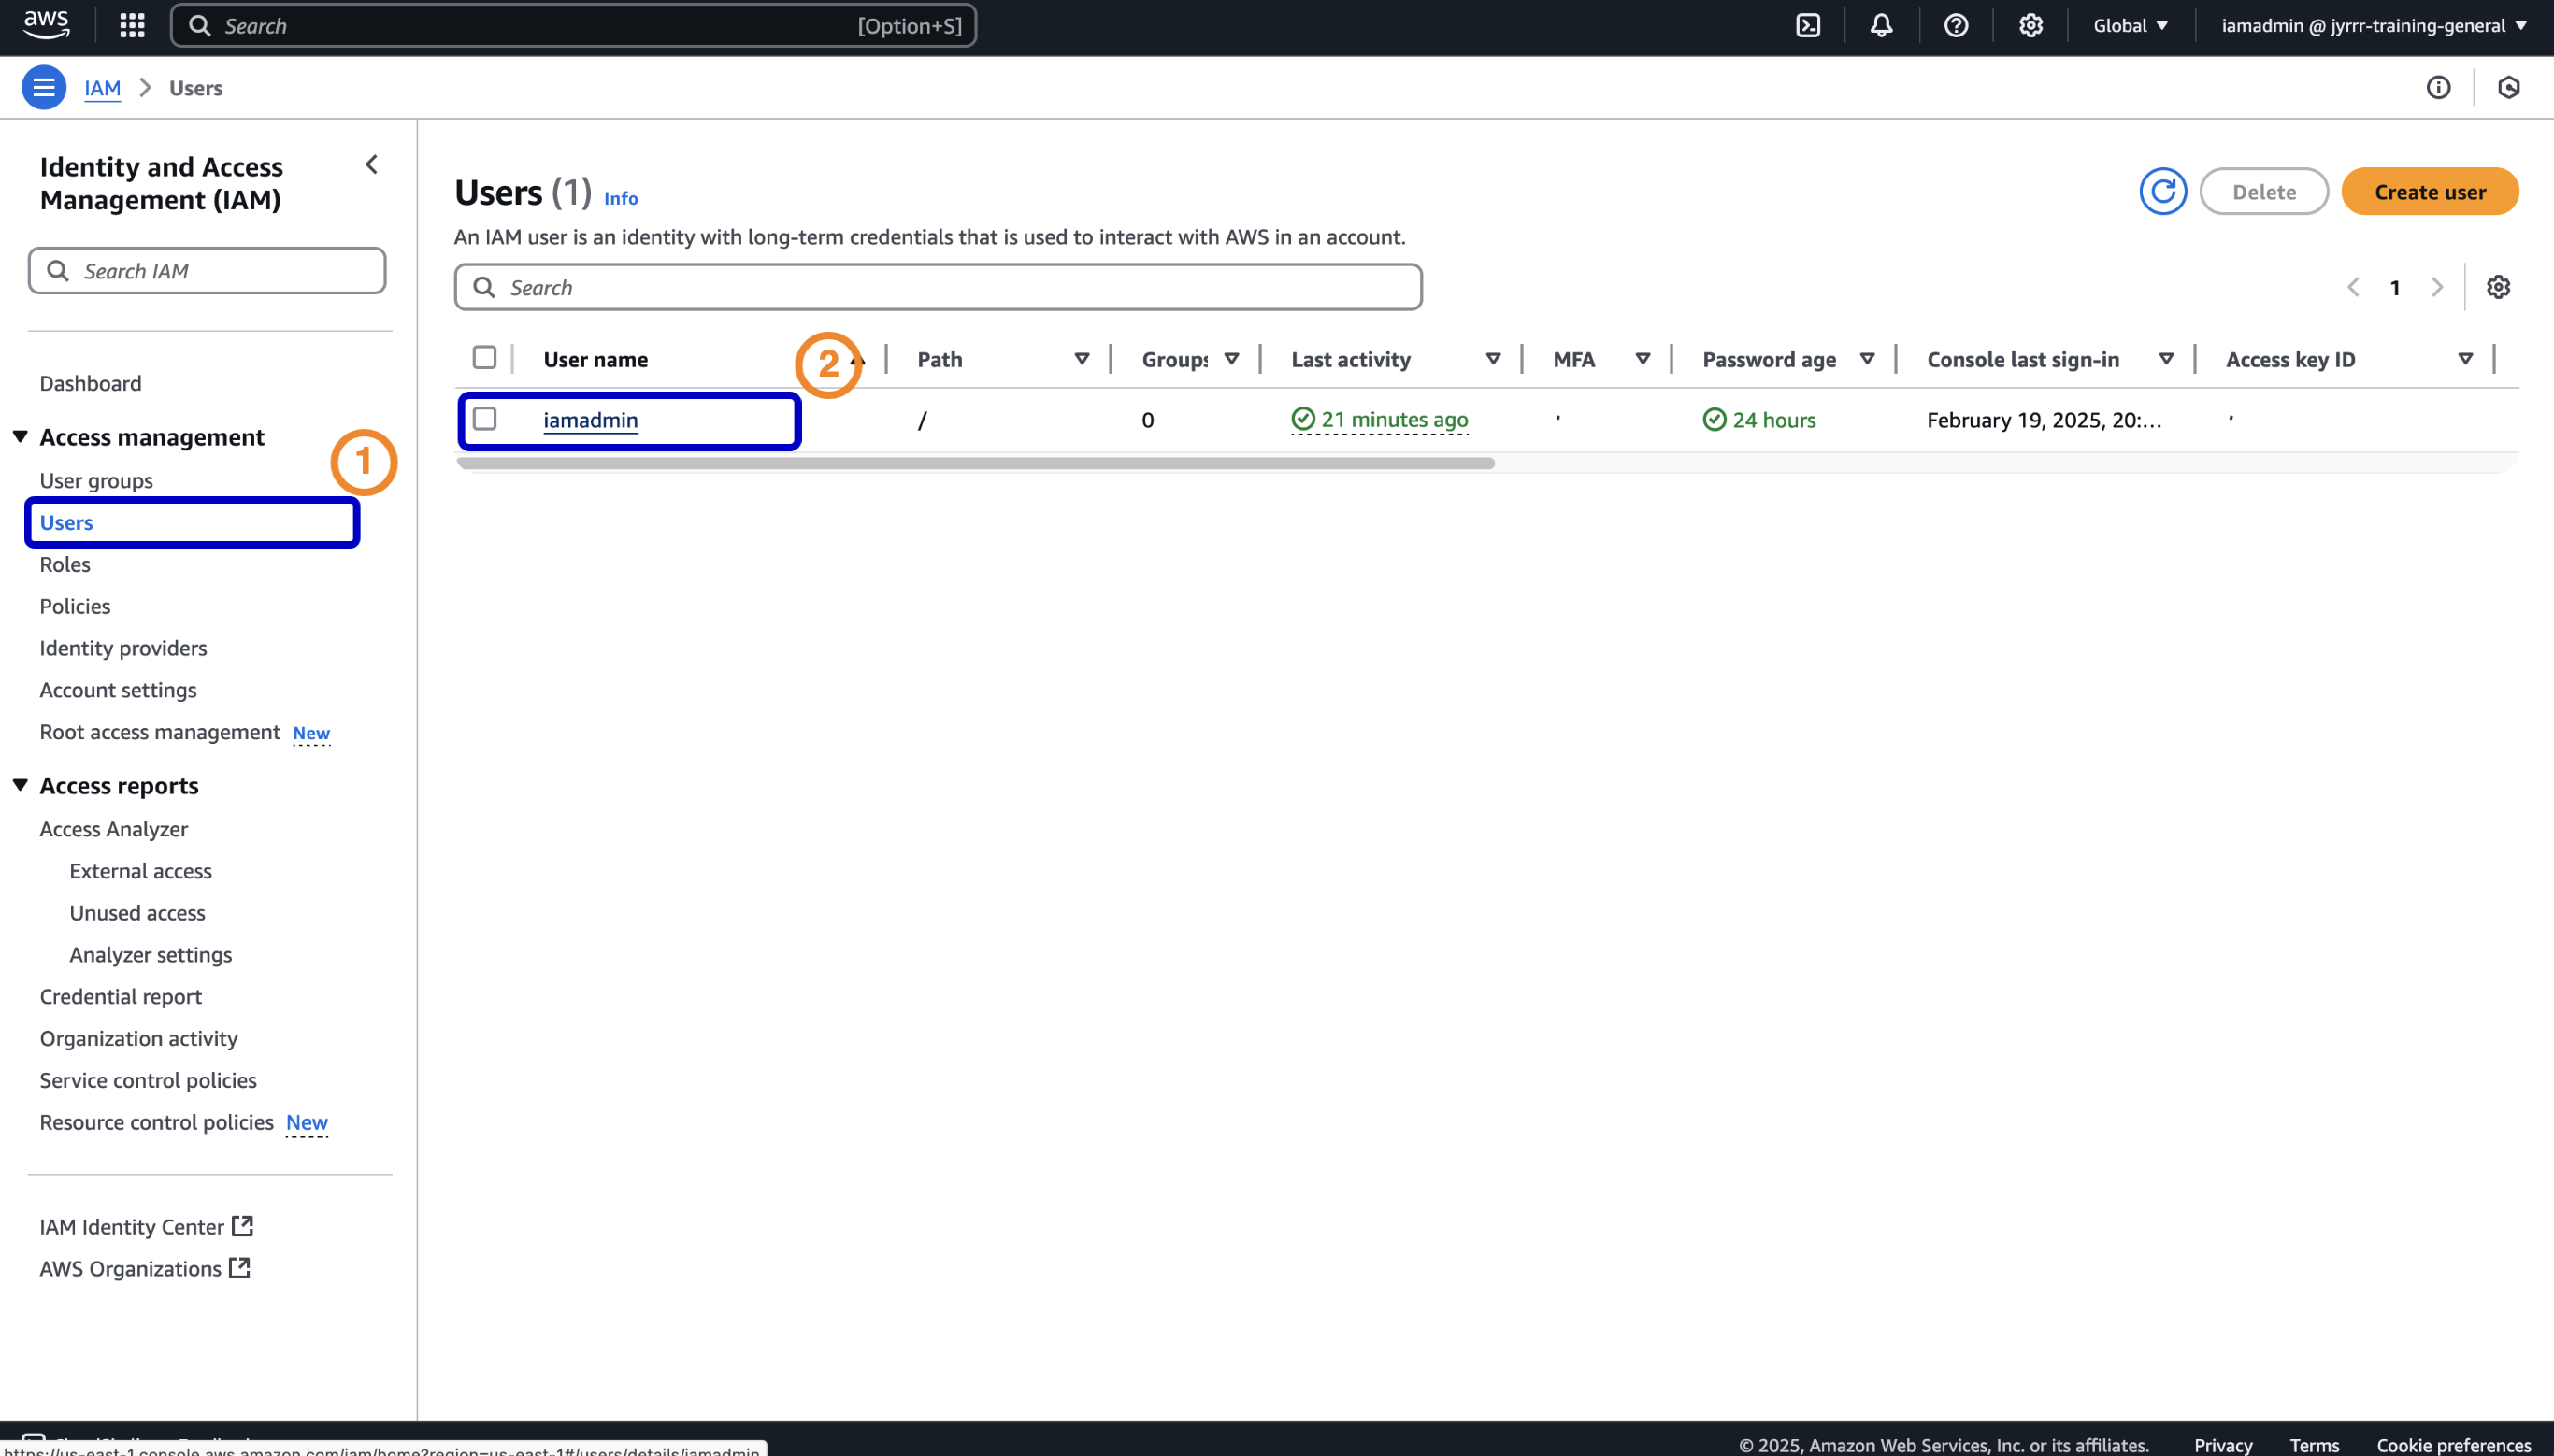 aws
Search [Option+S]
Global
iamadmin @ jyrrr-training-general
IAM > Users
Identity and Access
Management (IAM)
Search IAM
Dashboard
Access management
1
User groups
Users
Roles
Policies
Identity providers
Account settings
Root access management New
Access reports
Access Analyzer
External access
Unused access
Analyzer settings
Credential report
Organization activity
Service control policies
Resource control policies New
IAM Identity Center
AWS Organizations
Users (1) Info
Delete
Create user
An IAM user is an identity with long-term credentials that is used to interact with AWS in an account.
Search
1
User name 2 Path Groups Last activity MFA Password age Console last sign-in Access key ID
iamadmin / 0 21 minutes ago - 24 hours February 19, 2025, 20:... -
https://us-east-1.console.aws.amazon.com/iam/home?region=us-east-1#/users/details/iamadmin
© 2025, Amazon Web Services, Inc. or its affiliates. Privacy Terms Cookie preferences